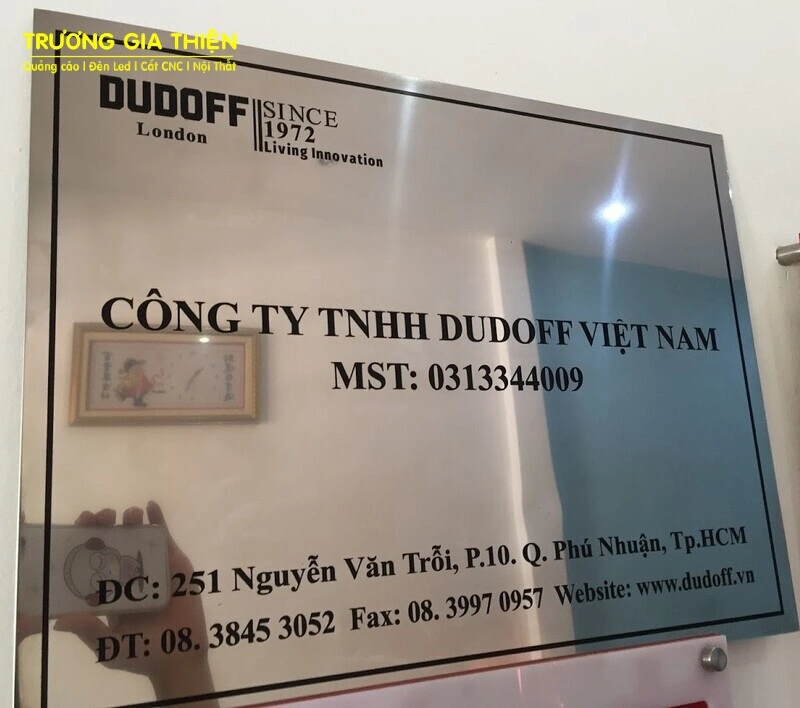 TRƯƠNG GIA THIỆN
Quảng cáo | Đèn Led | Cắt CNC | Nội Thất
DUDOFF
London
SINCE
1972
Living Innovation
CÔNG TY TNHH DUDOFF VIỆT NAM
MST: 0313344009
ĐC: 251 Nguyễn Văn Trỗi, P.10. Q. Phú Nhuận, Tp.HCM
ĐT: 08. 3845 3052 Fax: 08. 3997 0957 Website: www.dudoff.vn